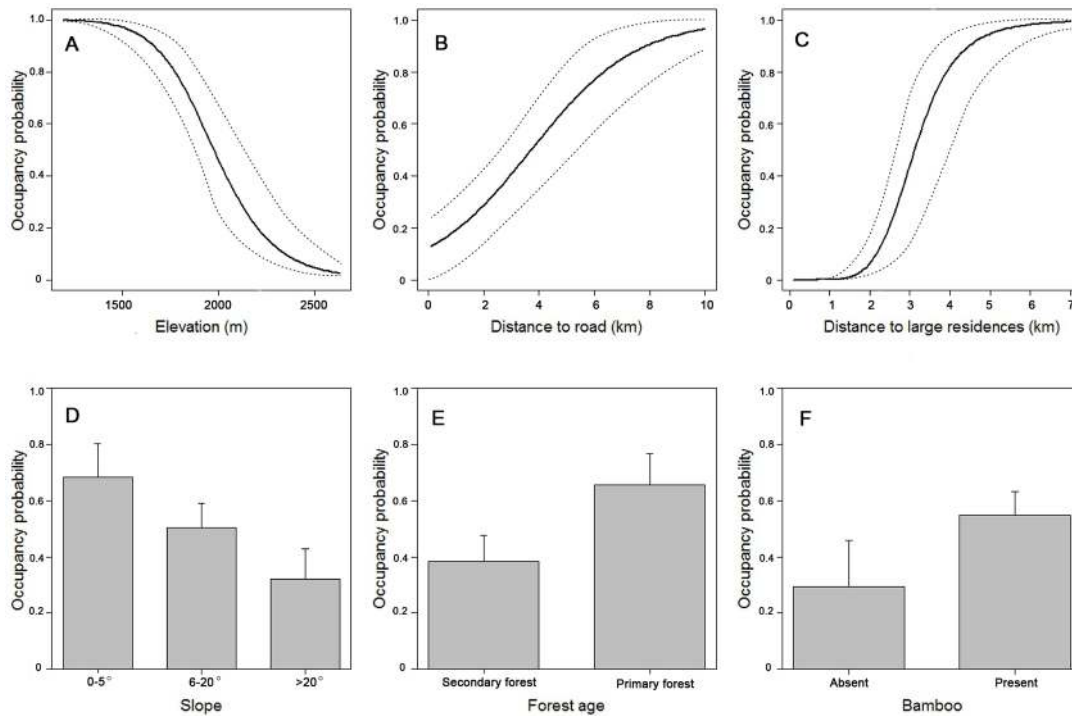 A
Occupancy probability
1.0
0.8
0.6
0.4
0.2
0
1500 2000 2500
Elevation (m)
B
Occupancy probability
1.0
0.8
0.6
0.4
0.2
0
0 2 4 6 8 10
Distance to road (km)
C
Occupancy probability
1.0
0.8
0.6
0.4
0.2
0
0 1 2 3 4 5 6 7
Distance to large residences (km)
D
Occupancy probability
1.0
0.8
0.6
0.4
0.2
0
0-5° 6-20° >20°
Slope
E
Occupancy probability
1.0
0.8
0.6
0.4
0.2
0
Secondary forest Primary forest
Forest age
F
Occupancy probability
1.0
0.8
0.6
0.4
0.2
0
Absent Present
Bamboo